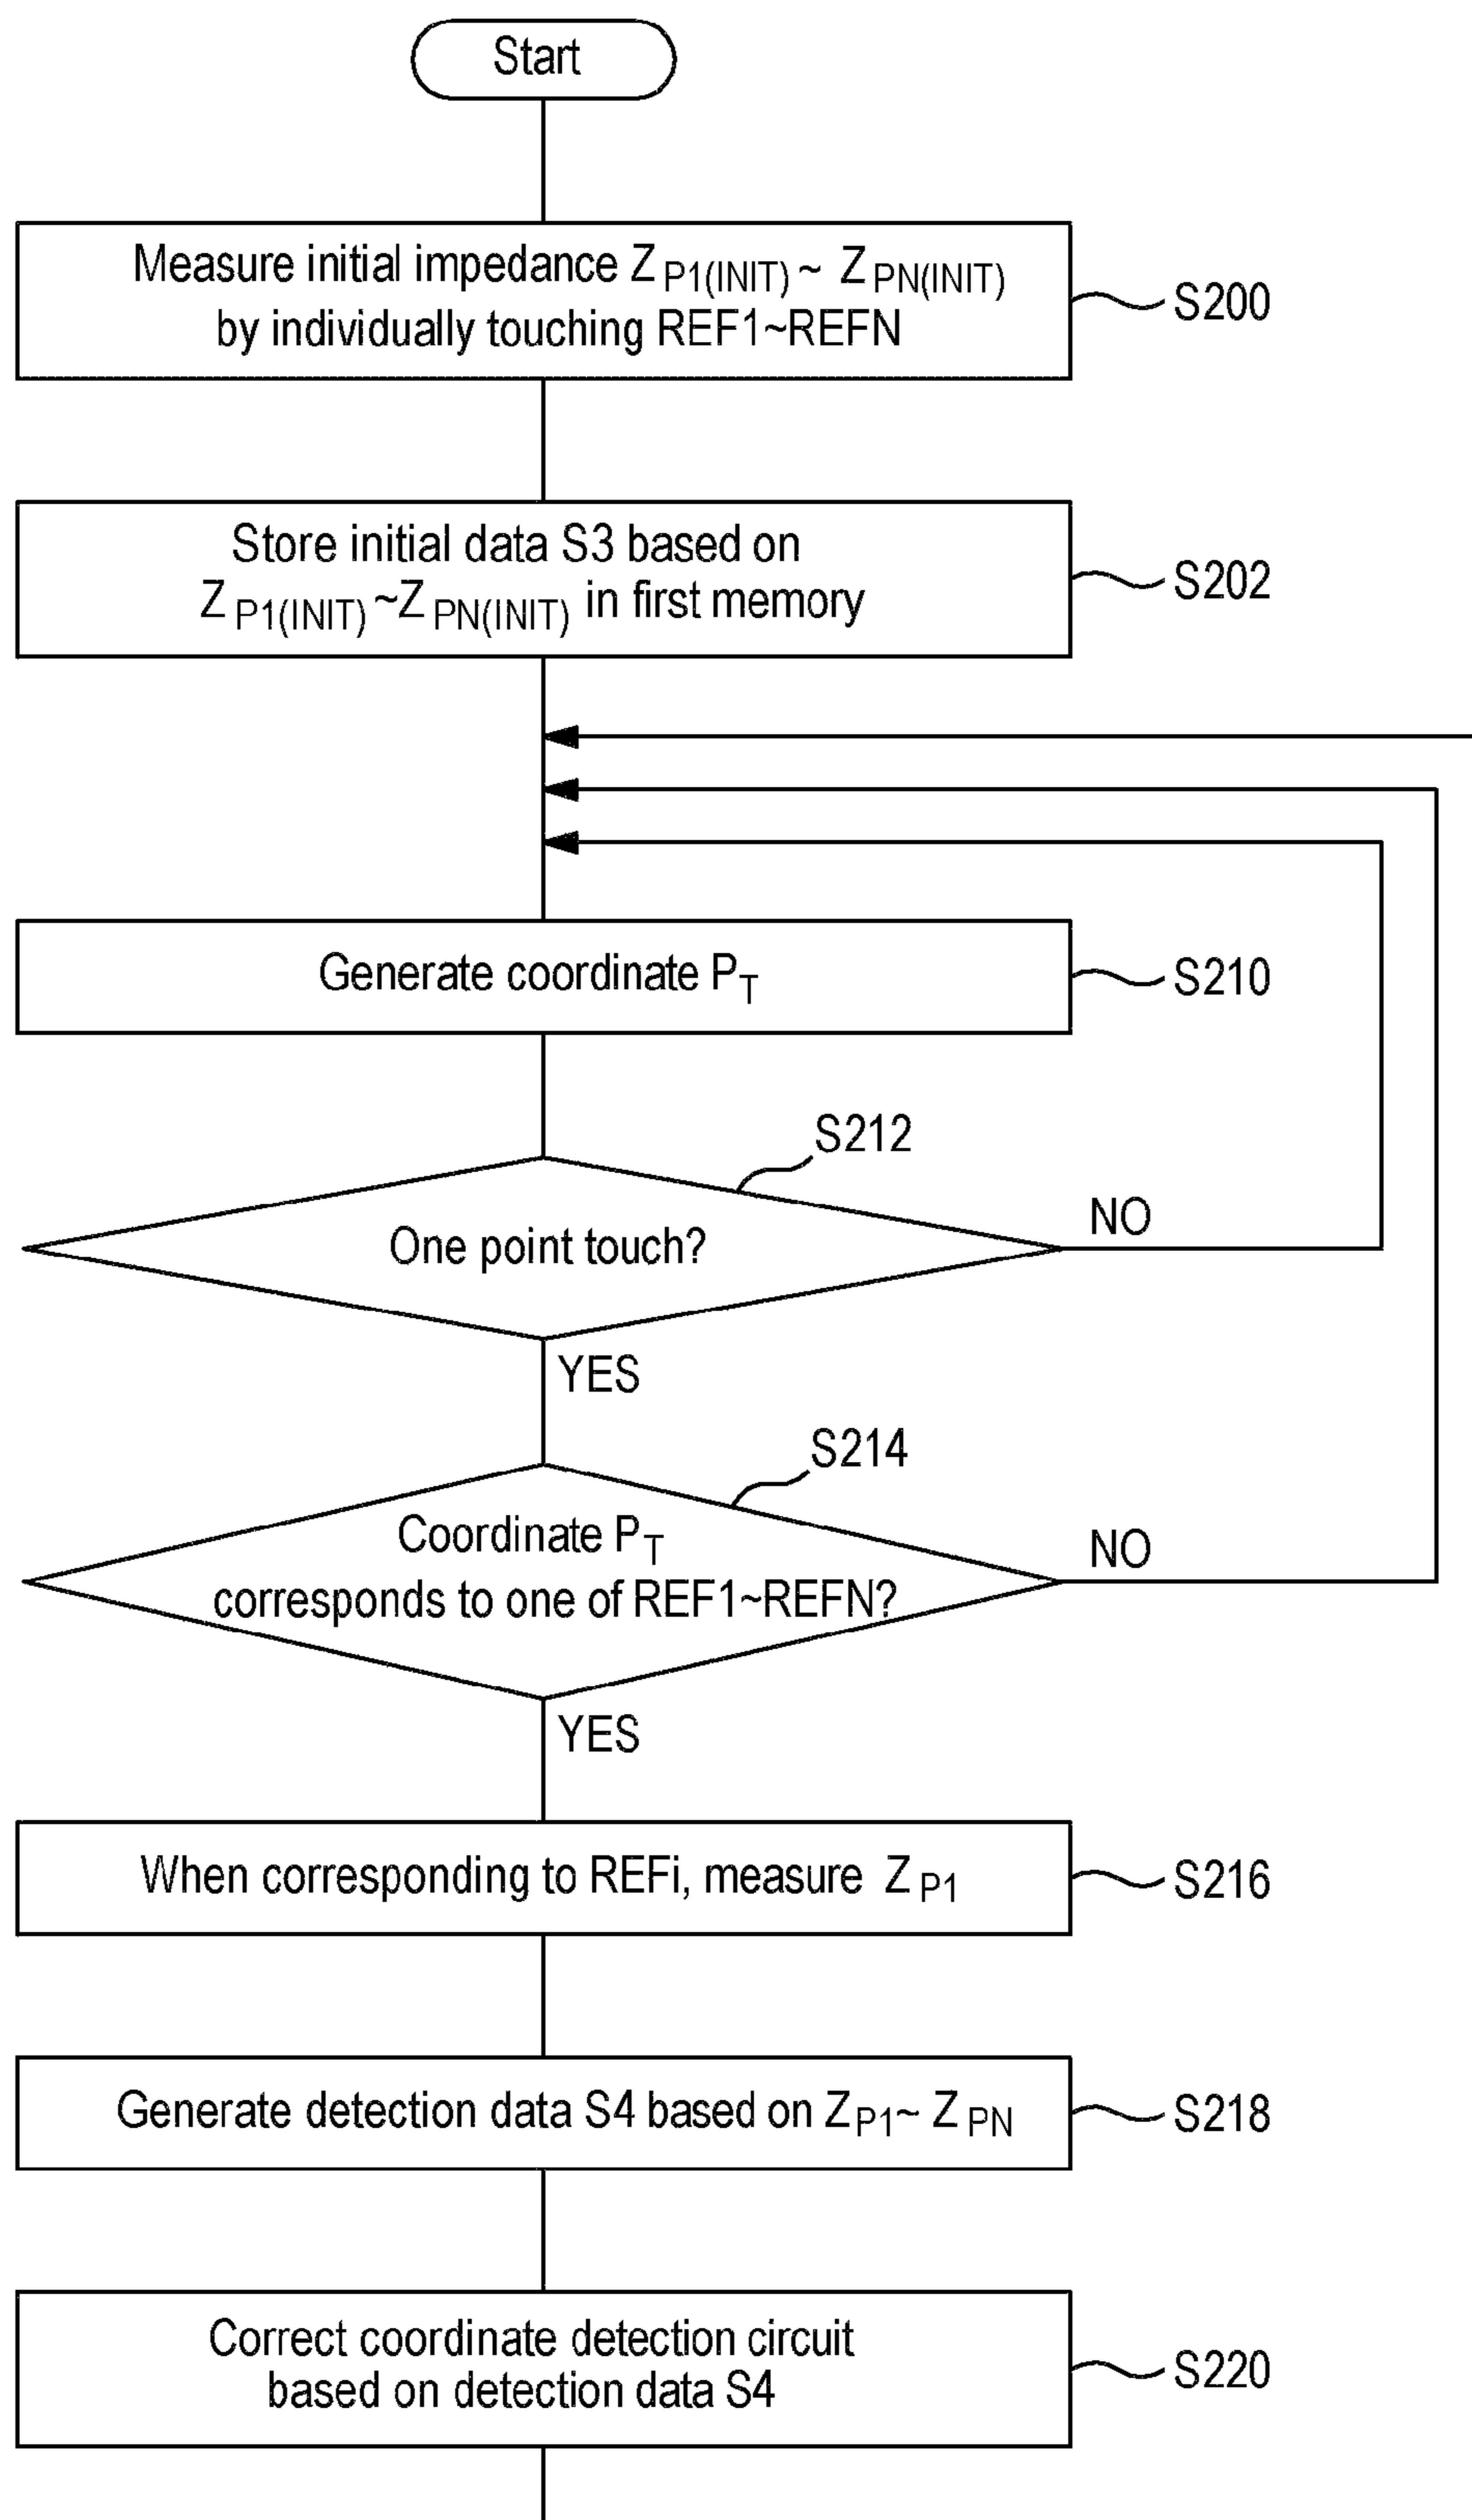 Start
Measure initial impedance Z P1(INIT) ~ Z PN(INIT)
by individually touching REF1~REFN
S200
Store initial data S3 based on
Z P1(INIT) ~Z PN(INIT) in first memory
S202
Generate coordinate PT
S210
S212
One point touch?
NO
YES
S214
Coordinate PT
corresponds to one of REF1~REFN?
NO
YES
When corresponding to REFi, measure Z P1
S216
Generate detection data S4 based on ZP1~ Z PN
S218
Correct coordinate detection circuit
based on detection data S4
S220